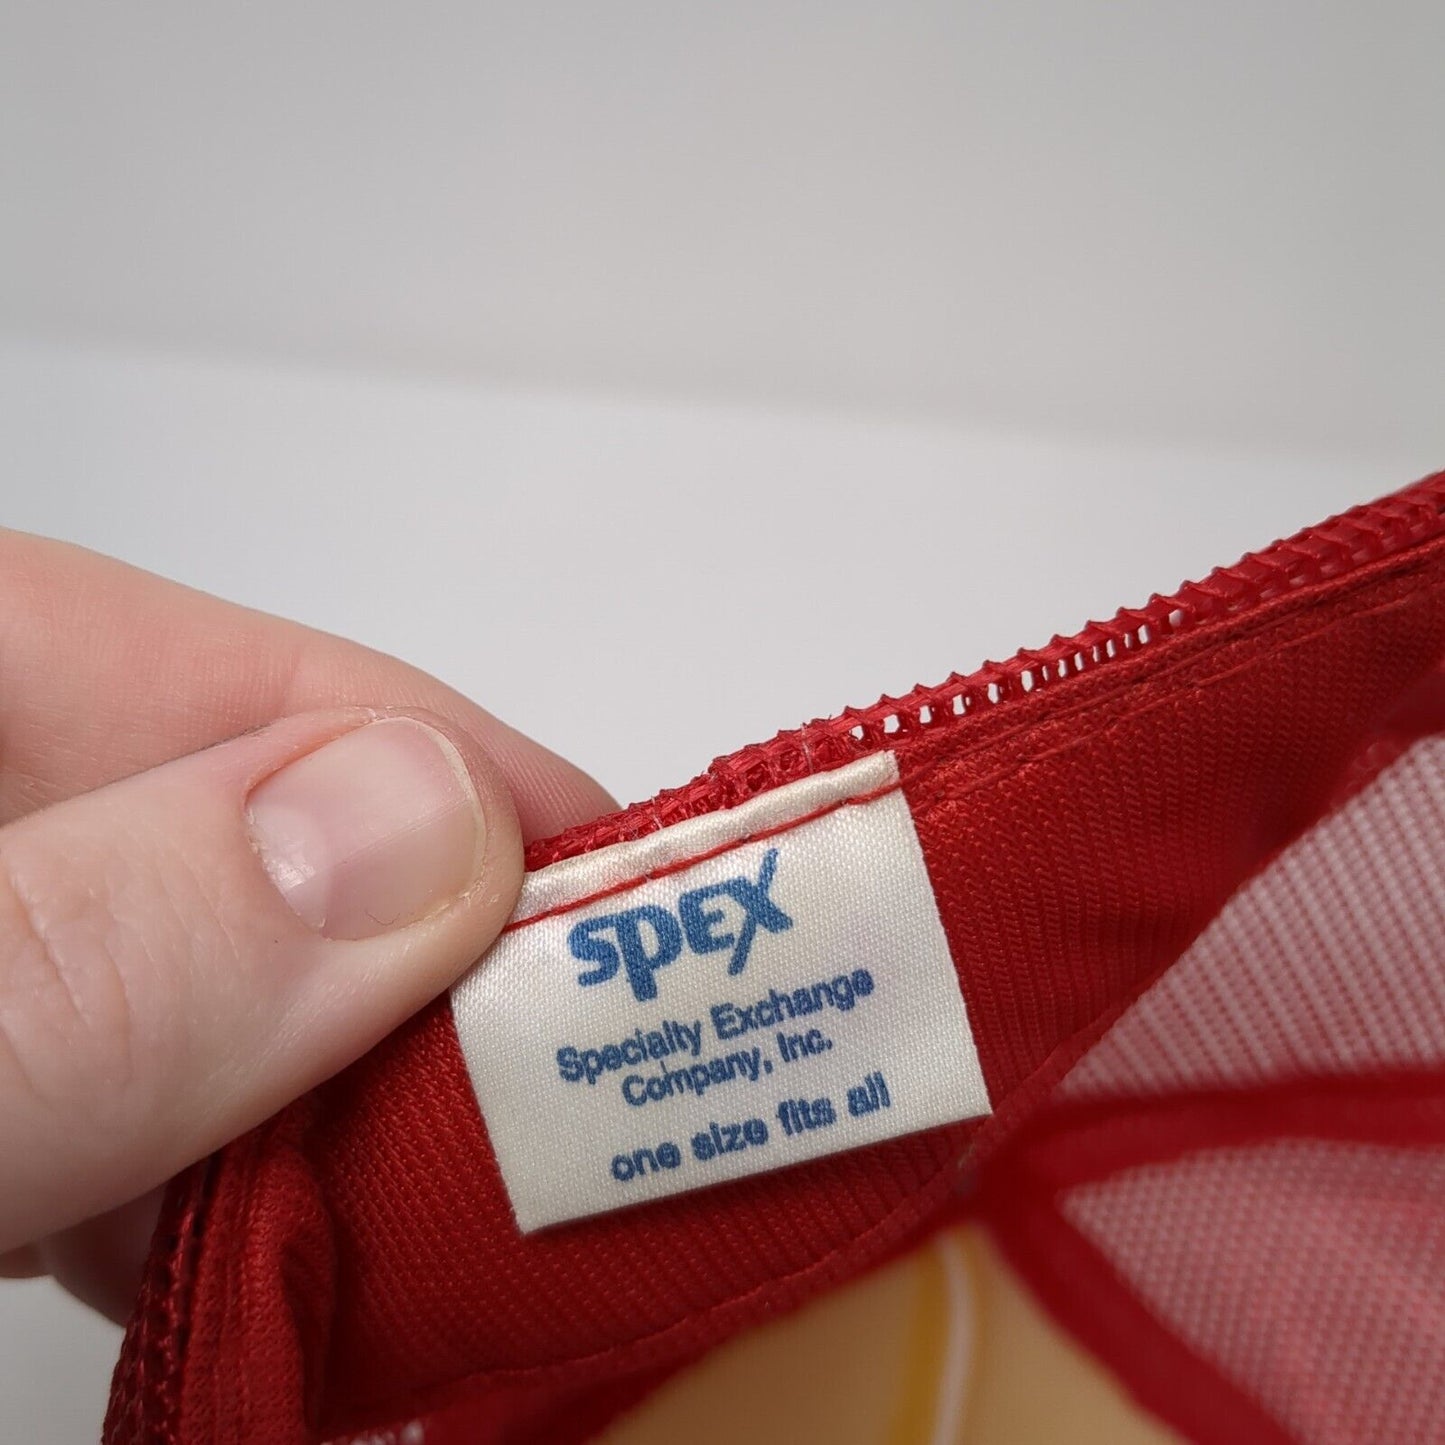 spex
Specialty Exchange
Company, Inc.
one size fits all